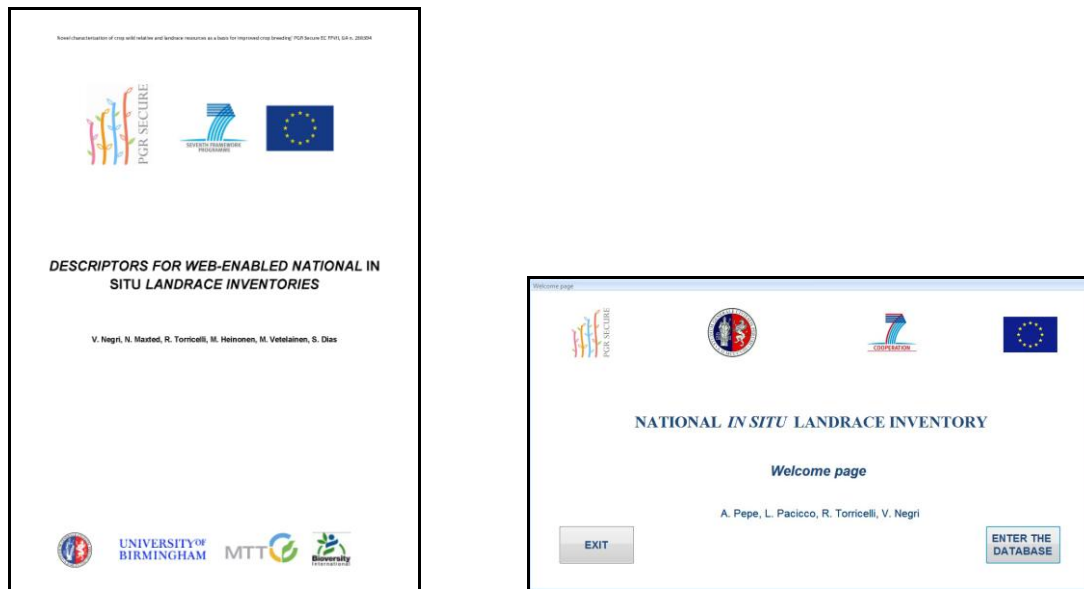 'Novel characterization of crop wild relative and landrace resources as a basis for improved crop breeding' PGR Secure EC FPVII, GA n. 266394
PGR SECURE
SEVENTH FRAMEWORK
PROGRAMME
DESCRIPTORS FOR WEB-ENABLED NATIONAL IN
SITU LANDRACE INVENTORIES
V. Negri, N. Maxted, R. Torricelli, M. Heinonen, M. Vetelainen, S. Dias
UNIVERSITY OF
BIRMINGHAM
MTT
Bioversity
International
Welcome page
PGR SECURE
COOPERATION
NATIONAL IN SITU LANDRACE INVENTORY
Welcome page
A. Pepe, L. Pacicco, R. Torricelli, V. Negri
EXIT
ENTER THE
DATABASE